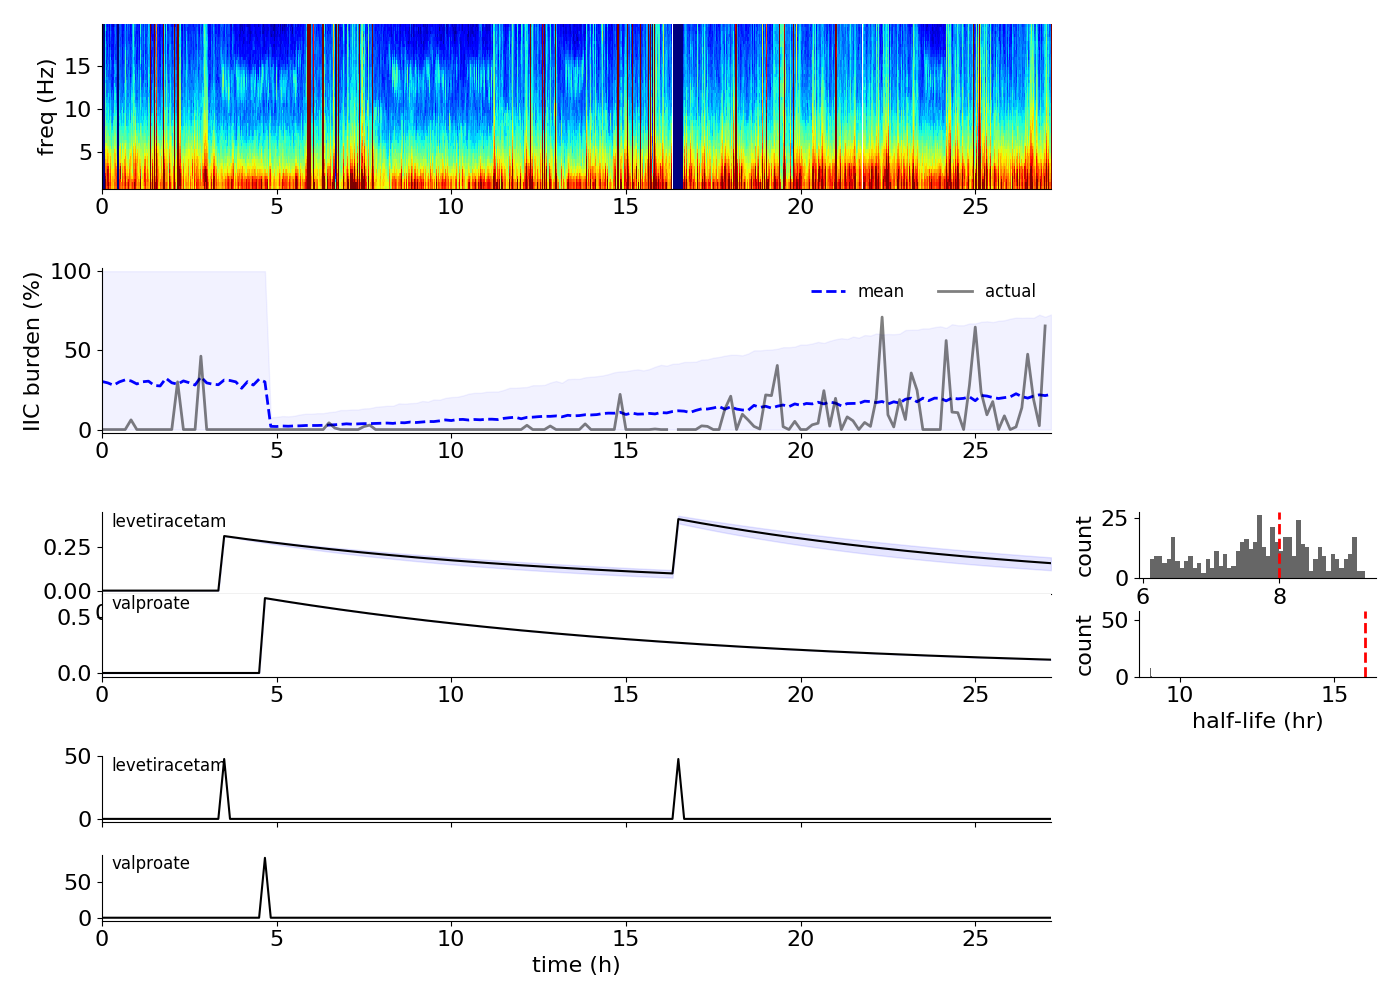 freq (Hz)
15
10
5
0 5 10 15 20 25
IIC burden (%)
100
50
0
mean actual
0 5 10 15 20 25
levetiracetam
0.25
0.00
count
25
0
6 8
valproate
0.5
0.0
0 5 10 15 20 25
count
50
0
10 15
half-life (hr)
levetiracetam
50
0
valproate
50
0
0 5 10 15 20 25
time (h)